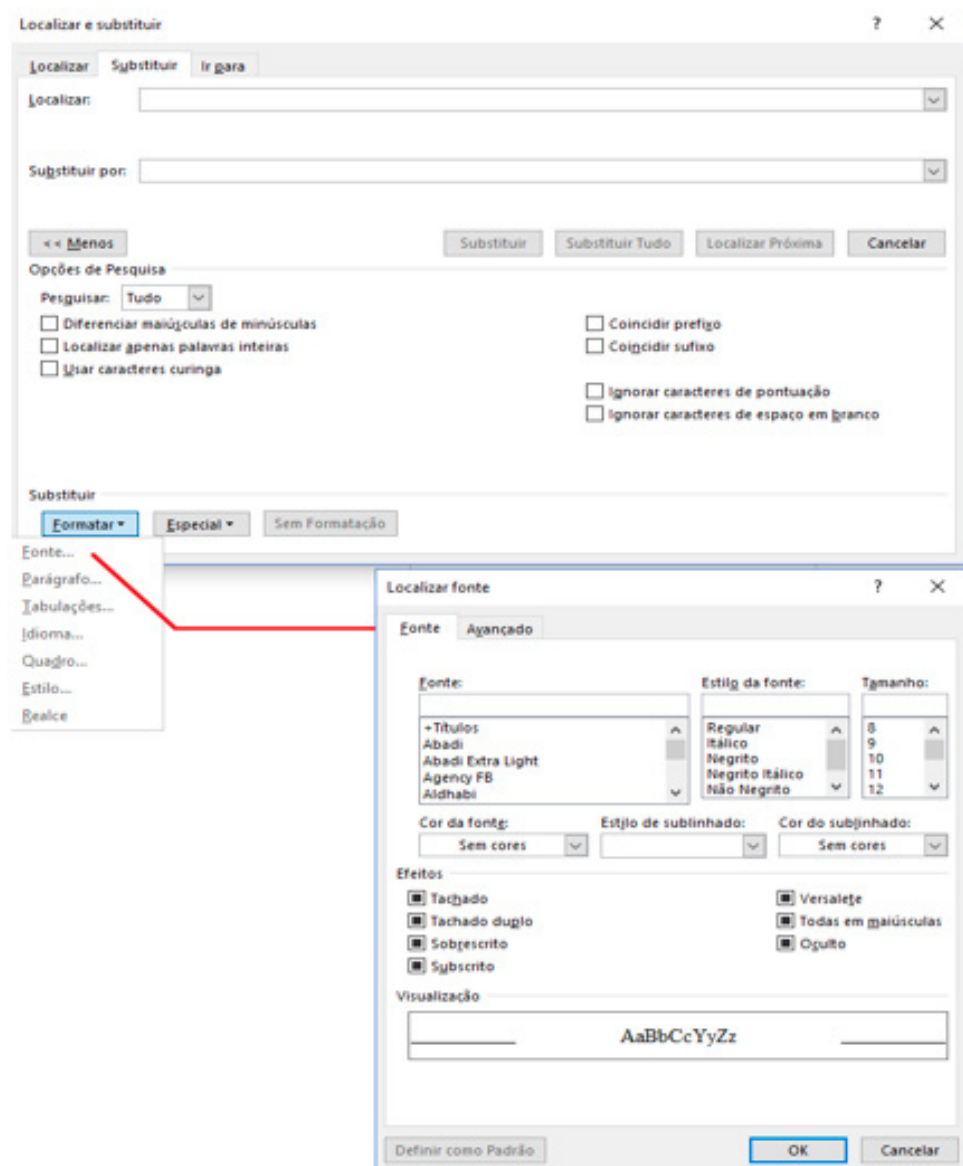 Localizar e substituir ?
Localizar Substituir Ir para
Localizar:
Substituir por:
<< Menos Substituir Substituir Tudo Localizar Próxima Cancelar
Opções de Pesquisa
Pesquisar: Tudo
Diferenciar maiúsculas de minúsculas Coincidir prefixo
Localizar apenas palavras inteiras Coincidir sufixo
Usar caracteres curinga
Ignorar caracteres de pontuação
Ignorar caracteres de espaço em branco
Substituir
Formatar Especial Sem Formatação
Fonte...
Parágrafo...
Tabulações...
Idioma...
Quadro...
Estilo...
Realce
Localizar fonte ?
Fonte Avançado
Fonte: Estilo da fonte: Tamanho:
+Títulos Regular 8
Abadi Itálico 9
Abadi Extra Light Negrito 10
Agency FB Negrito Itálico 11
Aldhabi Não Negrito 12
Cor da fonte: Estilo de sublinhado: Cor do sublinhado:
Sem cores Sem cores
Efeitos
Tachado Versalete
Tachado duplo Todas em maiúsculas
Sobrescrito Oculto
Subscrito
Visualização
AaBbCcYyZz
Definir como Padrão OK Cancelar